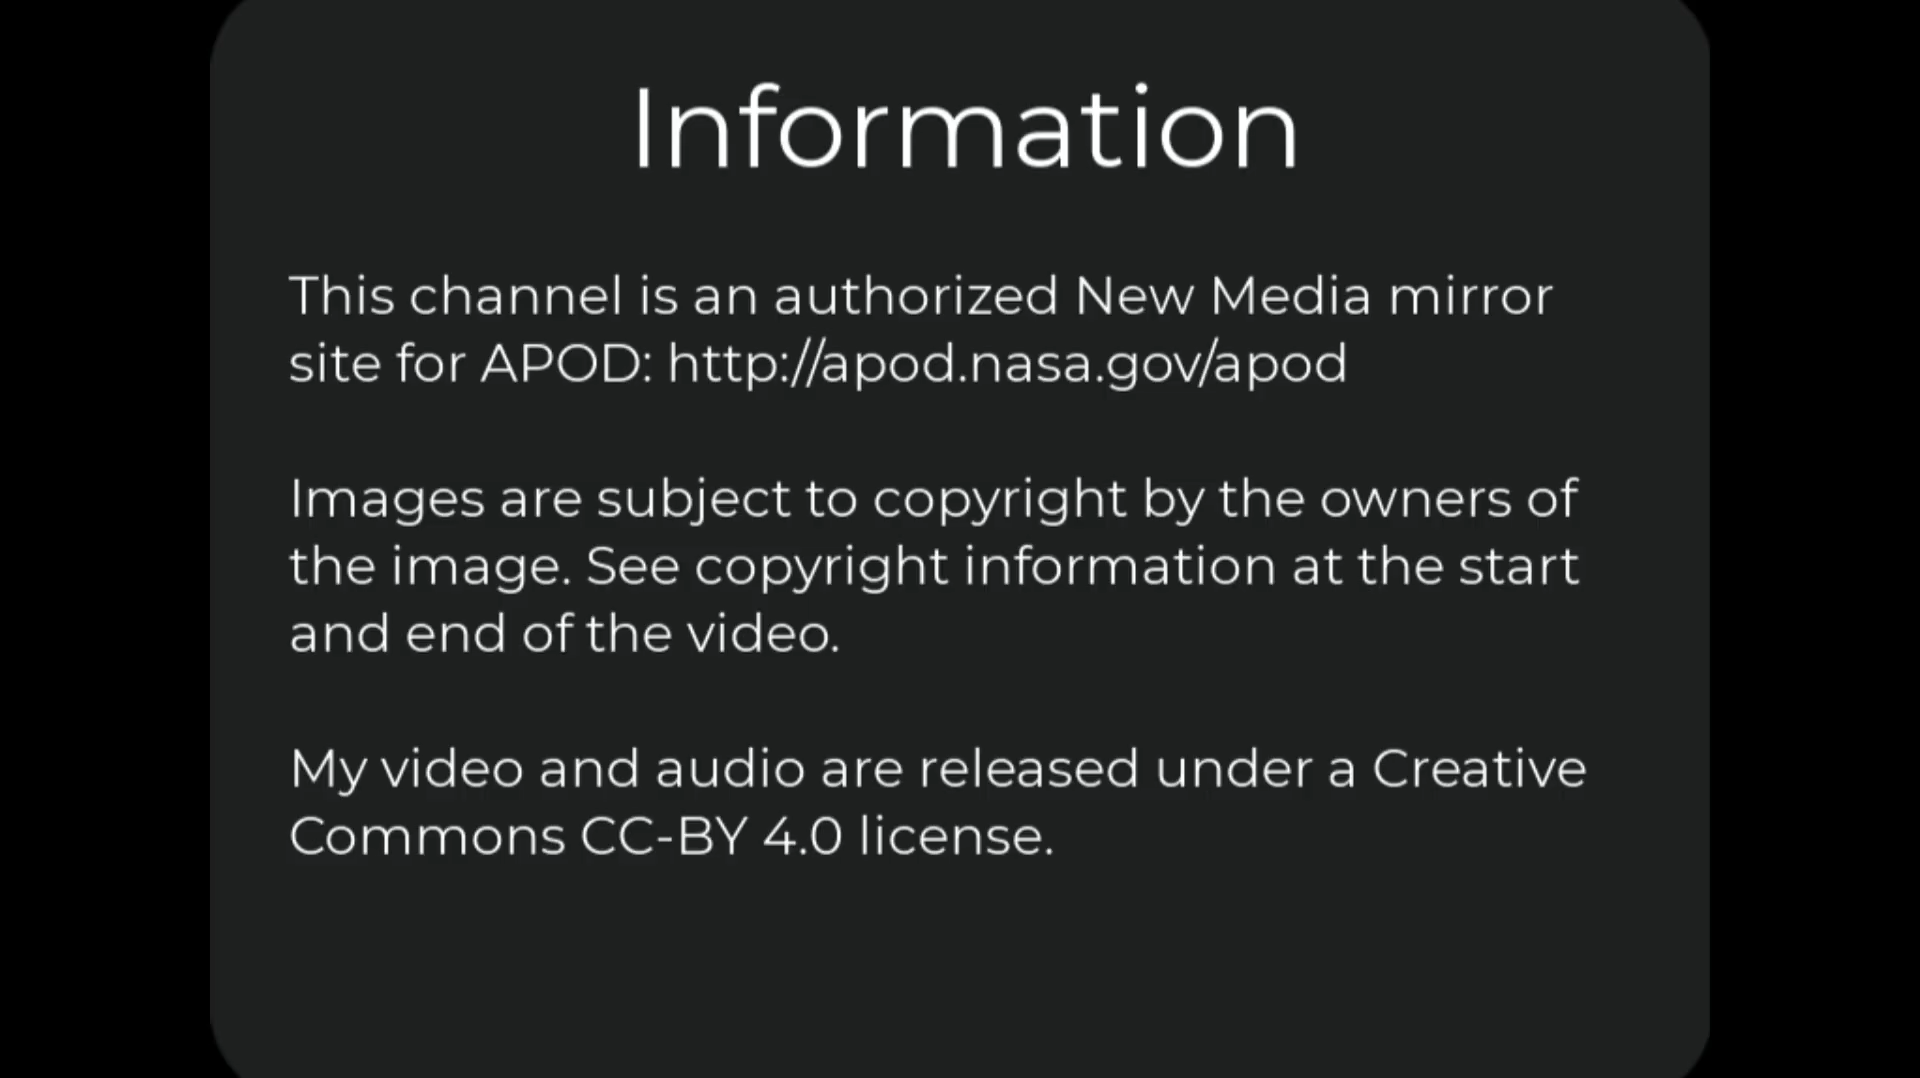 Information
This channel is an authorized New Media mirror
site for APOD: http://apod.nasa.gov/apod
Images are subject to copyright by the owners of
the image. See copyright information at the start
and end of the video.
My video and audio are released under a Creative
Commons CC-BY 4.0 license.